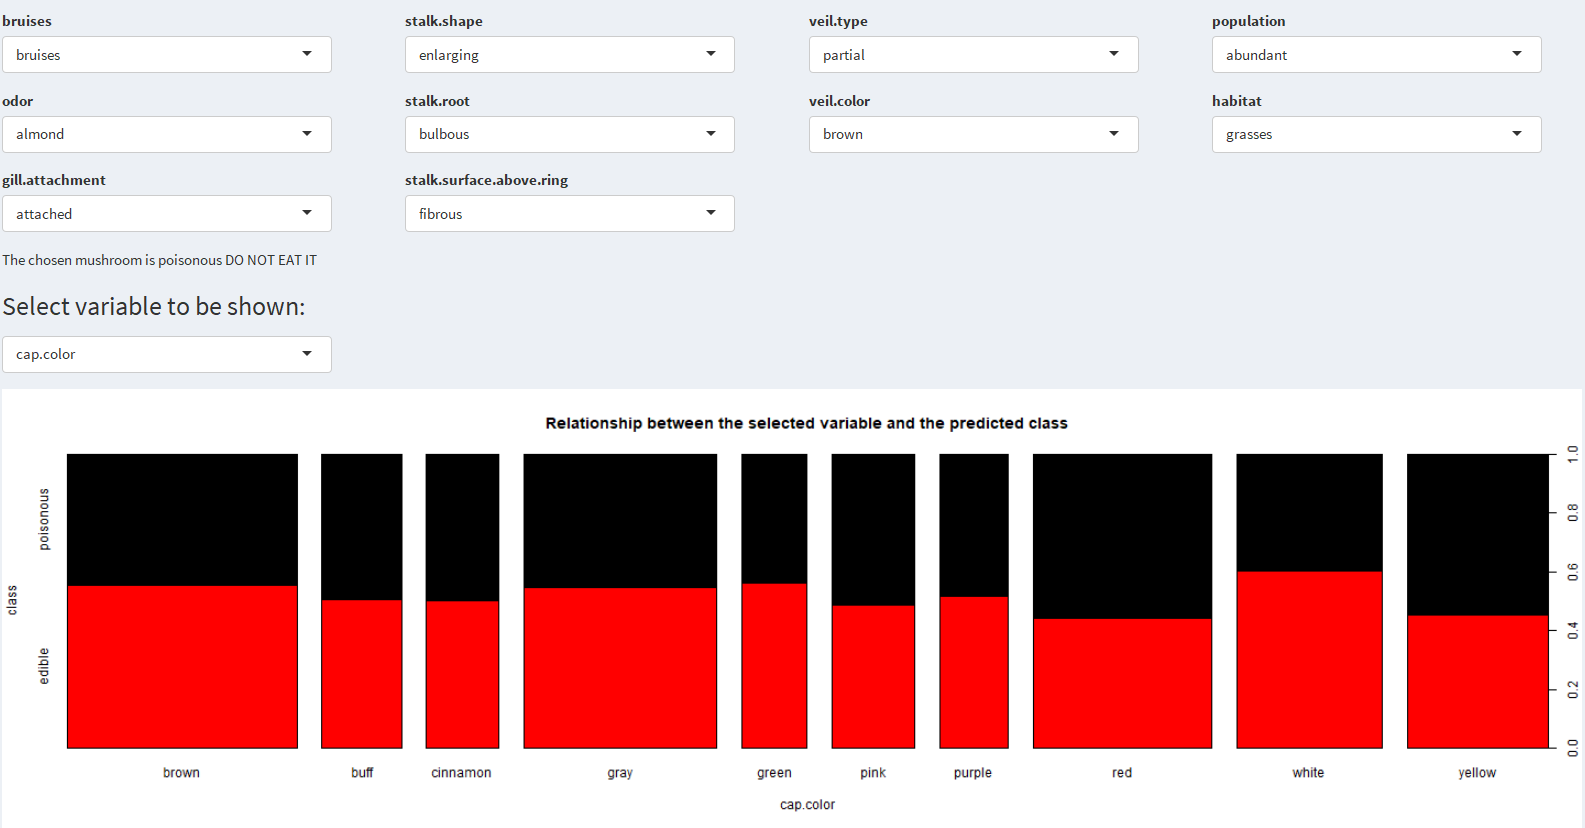 bruises stalk.shape veil.type population
bruises enlarging partial abundant
odor stalk.root veil.color habitat
almond bulbous brown grasses
gill.attachment stalk.surface.above.ring
attached fibrous
The chosen mushroom is poisonous DO NOT EAT IT
Select variable to be shown:
cap.color
Relationship between the selected variable and the predicted class
poisonous
edible
class
1.0
0.8
0.6
0.4
0.2
0.0
brown buff cinnamon gray green pink purple red white yellow
cap.color